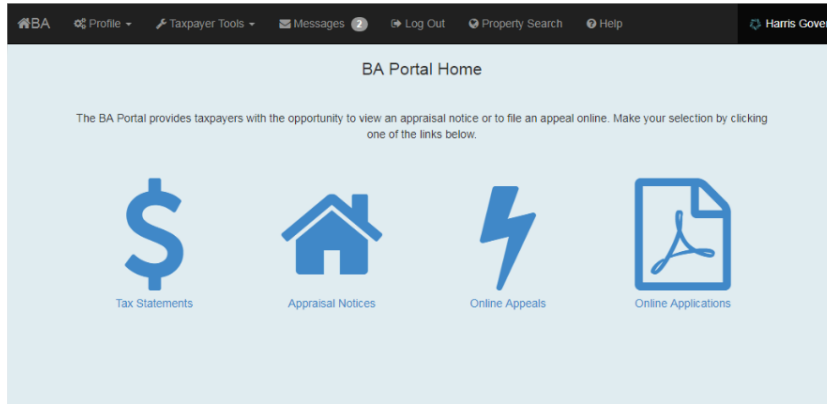 BA Profile Taxpayer Tools Messages 2 Log Out Property Search Help Harris Gover
BA Portal Home
The BA Portal provides taxpayers with the opportunity to view an appraisal notice or to file an appeal online. Make your selection by clicking
one of the links below.
Tax Statements Appraisal Notices Online Appeals Online Applications